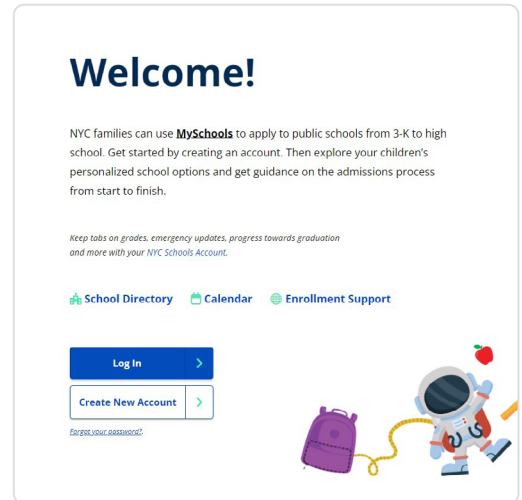 Welcome!
NYC families can use MySchools to apply to public schools from 3-K to high
school. Get started by creating an account. Then explore your children's
personalized school options and get guidance on the admissions process
from start to finish.
Keep tabs on grades, emergency updates, progress towards graduation
and more with your NYC Schools Account.
School Directory Calendar Enrollment Support
Log In
Create New Account
Forgot your password?.